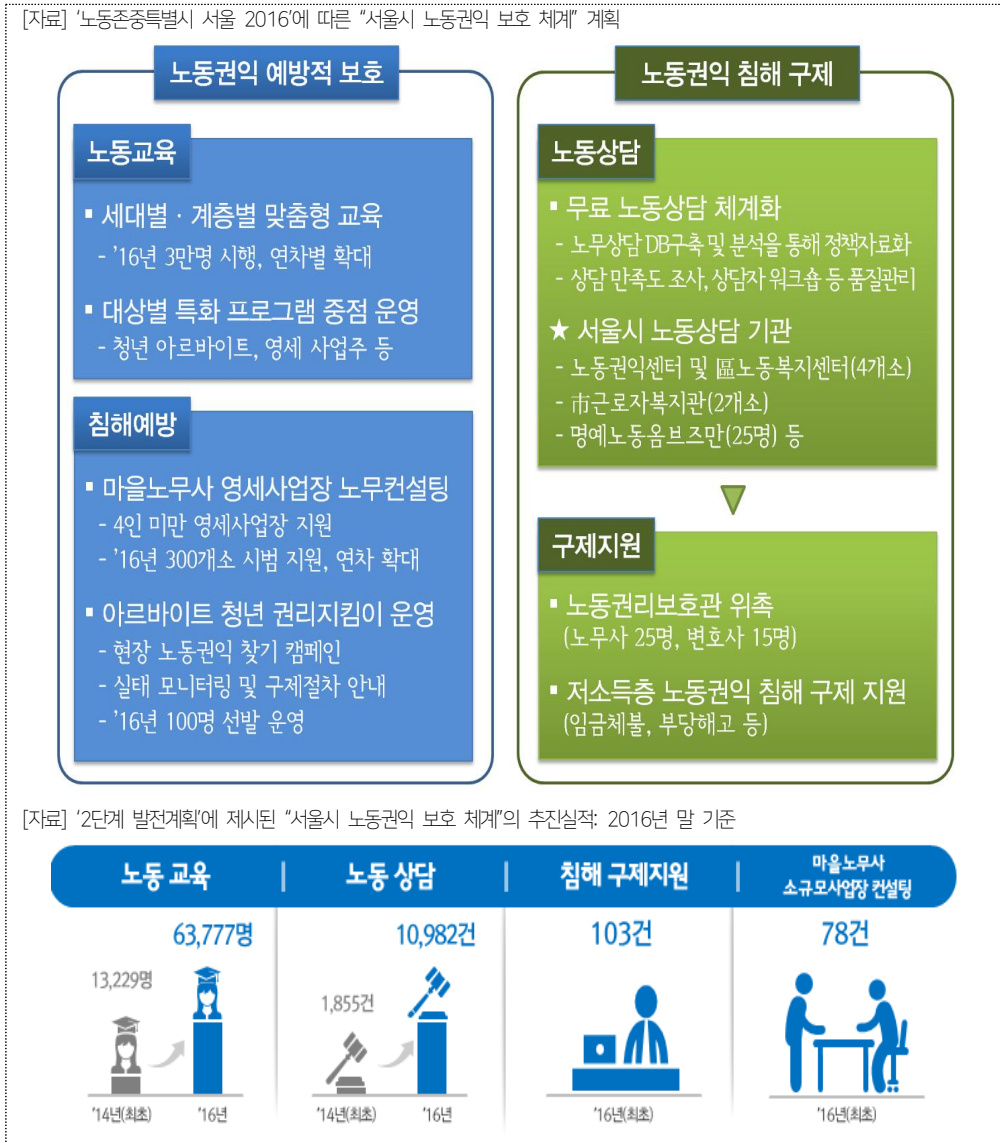 [자료] ‘노동존중특별시 서울 2016’에 따른 “서울시 노동권익 보호 체계” 계획
노동권익 예방적 보호
노동교육
▪ 세대별 · 계층별 맞춤형 교육
- ’16년 3만명 시행, 연차별 확대
▪ 대상별 특화 프로그램 중점 운영
- 청년 아르바이트, 영세 사업주 등
침해예방
▪ 마을노무사 영세사업장 노무컨설팅
- 4인 미만 영세사업장 지원
- ’16년 300개소 시범 지원, 연차 확대
▪ 아르바이트 청년 권리지킴이 운영
- 현장 노동권익 찾기 캠페인
- 실태 모니터링 및 구제절차 안내
- ’16년 100명 선발 운영
노동권익 침해 구제
노동상담
▪ 무료 노동상담 체계화
- 노무상담 DB구축 및 분석을 통해 정책자료화
- 상담 만족도 조사, 상담자 워크숍 등 품질관리
★ 서울시 노동상담 기관
- 노동권익센터 및 區노동복지센터(4개소)
- 市근로자복지관(2개소)
- 명예노동옴브즈만(25명) 등
구제지원
▪ 노동권리보호관 위촉
(노무사 25명, 변호사 15명)
▪ 저소득층 노동권익 침해 구제 지원
(임금체불, 부당해고 등)
[자료] ‘2단계 발전계획’에 제시된 “서울시 노동권익 보호 체계”의 추진실적: 2016년 말 기준
노동 교육 | 노동 상담 | 침해 구제지원 | 마을노무사
소규모사업장 컨설팅
63,777명
13,229명
’14년(최초) ’16년
10,982건
1,855건
’14년(최초) ’16년
103건
’16년(최초)
78건
’16년(최초)